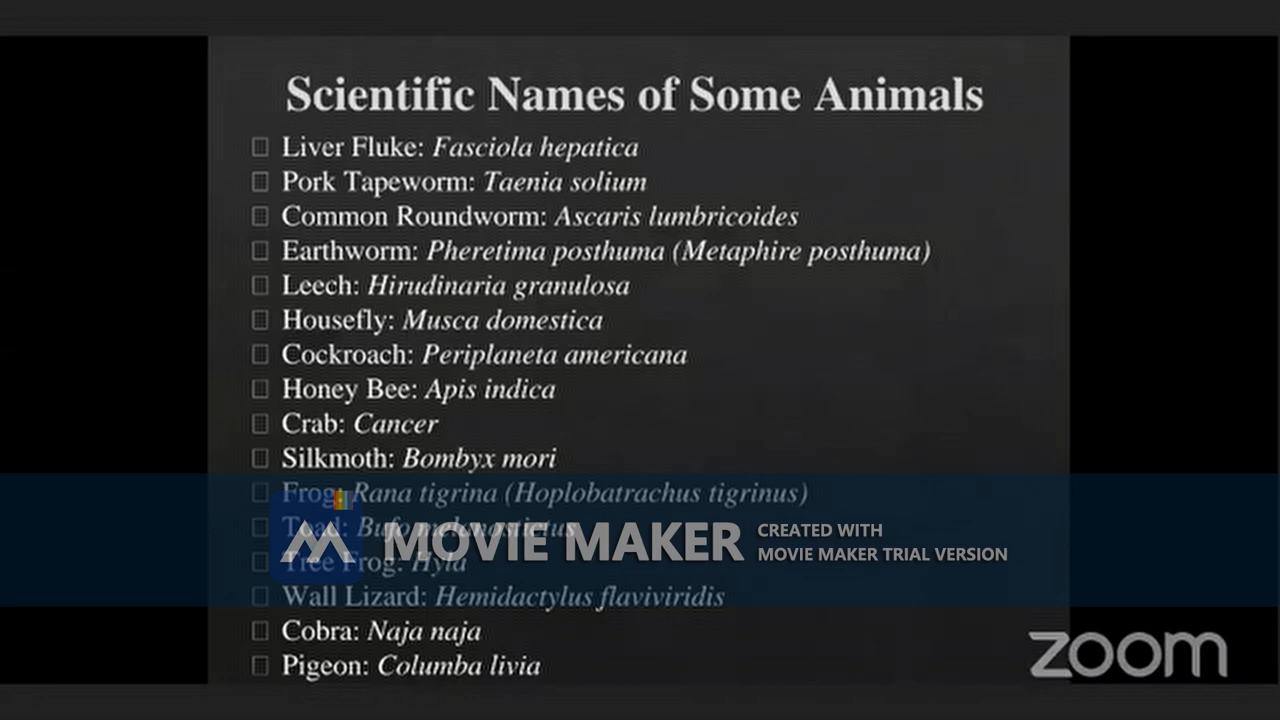 Scientific Names of Some Animals
Liver Fluke: Fasciola hepatica
Pork Tapeworm: Taenia solium
Common Roundworm: Ascaris lumbricoides
Earthworm: Pheretima posthuma (Metaphire posthuma)
Leech: Hirudinaria granulosa
Housefly: Musca domestica
Cockroach: Periplaneta americana
Honey Bee: Apis indica
Crab: Cancer
Silkmoth: Bombyx mori
Frog: Rana tigrina (Hoplobatrachus tigrinus)
Toad: Bufo melanostictus
MOVIE MAKER
CREATED WITH
MOVIE MAKER TRIAL VERSION
Tree Frog: Hyla
Wall Lizard: Hemidactylus flaviviridis
Cobra: Naja naja
Pigeon: Columba livia
zoom